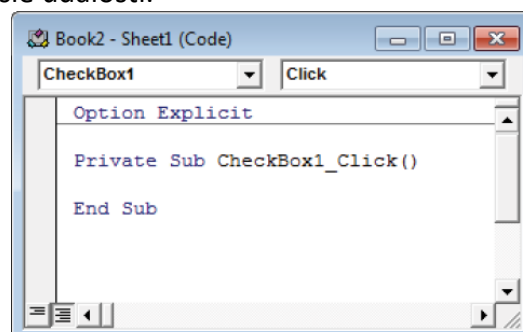 Book2 - Sheet1 (Code)
CheckBox1 Click
Option Explicit
Private Sub CheckBox1_Click()
End Sub